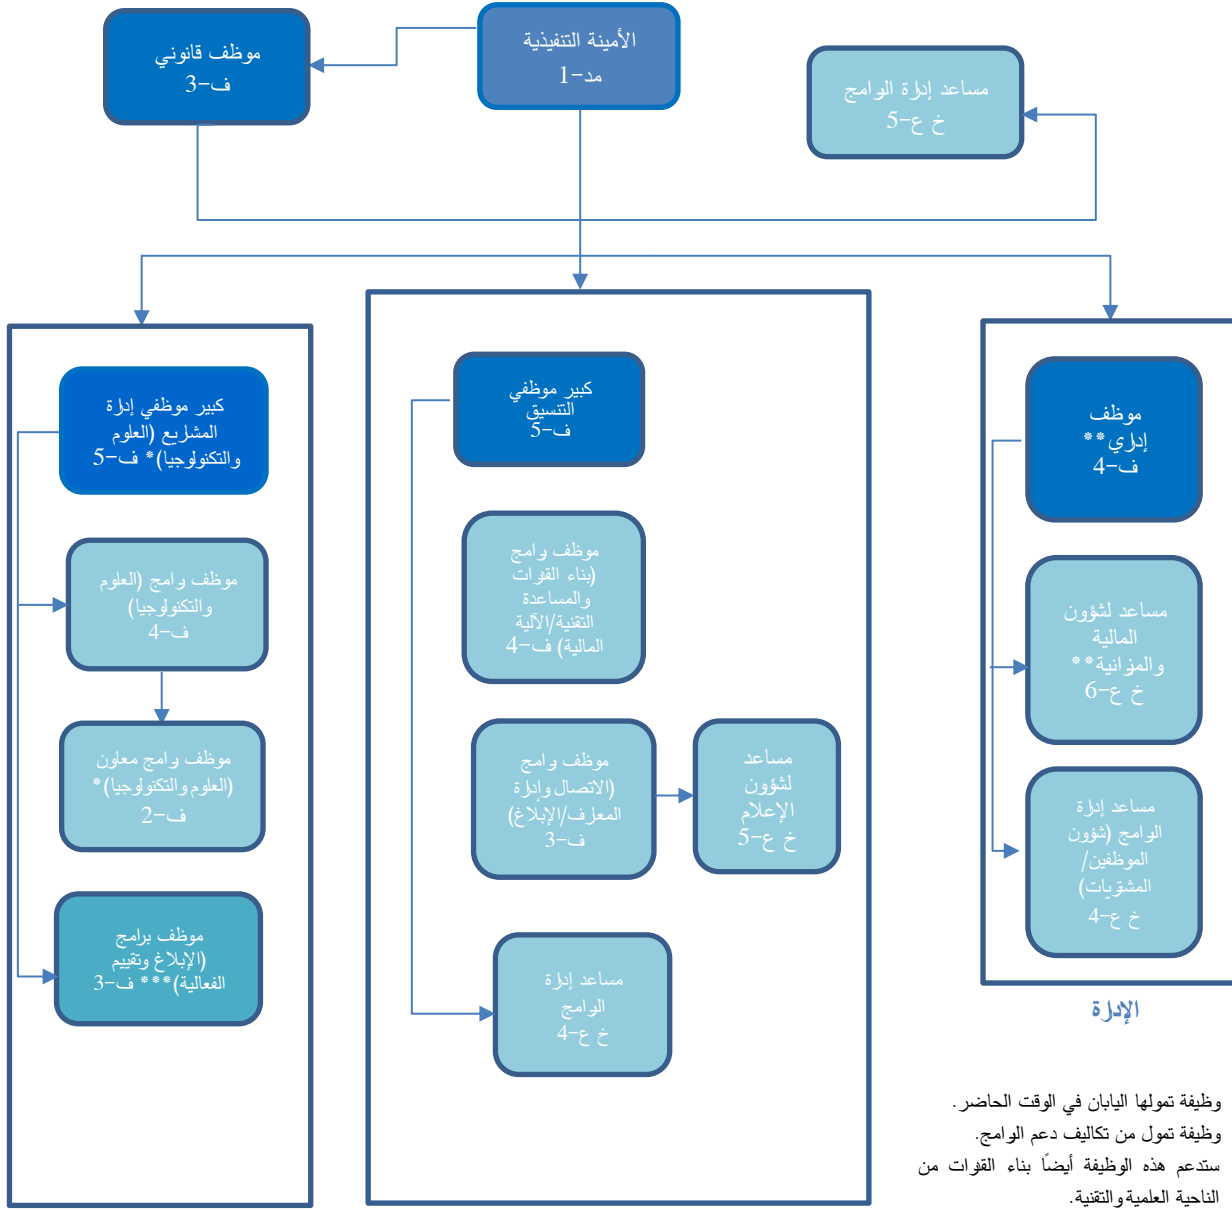 الأمينة التنفيذية
مد-1
موظف قانوني
ف-3
مساعد إدارة الوامج
خ ع-5
موظف
إداري**
ف-4
مساعد لشؤون
المالية
والمؤانية**
خ ع-6
مساعد إدارة
الوامج (شؤون
الموظفين/
المشتويات)
خ ع-4
الإدارة
كبير موظفي
التنسيق
ف-5
موظف وامج
(بناء القوات
والمساعدة
التقنية/الآلية
المالية) ف-4
موظف وامج
(الاتصال وإدارة
المعارف/الإبلاغ)
ف-3
مساعد
لشؤون
الإعلام
خ ع-5
مساعد إدارة
الوامج
خ ع-4
كبير موظفي إدارة
المشاريع (العلوم
والتكنولوجيا)* ف-5
موظف وامج (العلوم
والتكنولوجيا)
ف-4
موظف وامج معاون
(العلوم والتكنولوجيا)*
ف-2
موظف برامج
(الإبلاغ وتقييم
الفعالية)*** ف-3
وظيفة تمولها اليابان في الوقت الحاضر.
وظيفة تمول من تكاليف دعم الوامج.
ستدعم هذه الوظيفة أيضًا بناء القوات من
الناحية العلمية والتقنية.